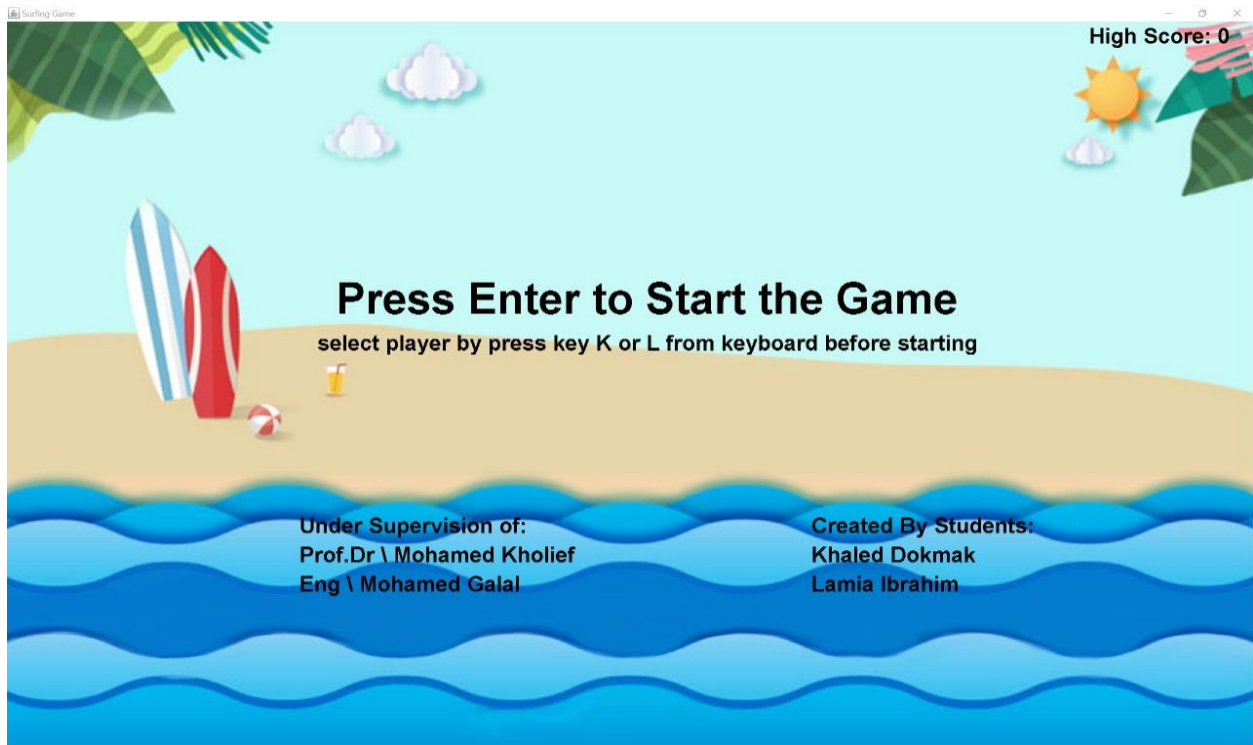 Surfing Game
High Score: 0
Press Enter to Start the Game
select player by press key K or L from keyboard before starting
Under Supervision of:
Prof.Dr \ Mohamed Kholief
Eng \ Mohamed Galal
Created By Students:
Khaled Dokmak
Lamia Ibrahim